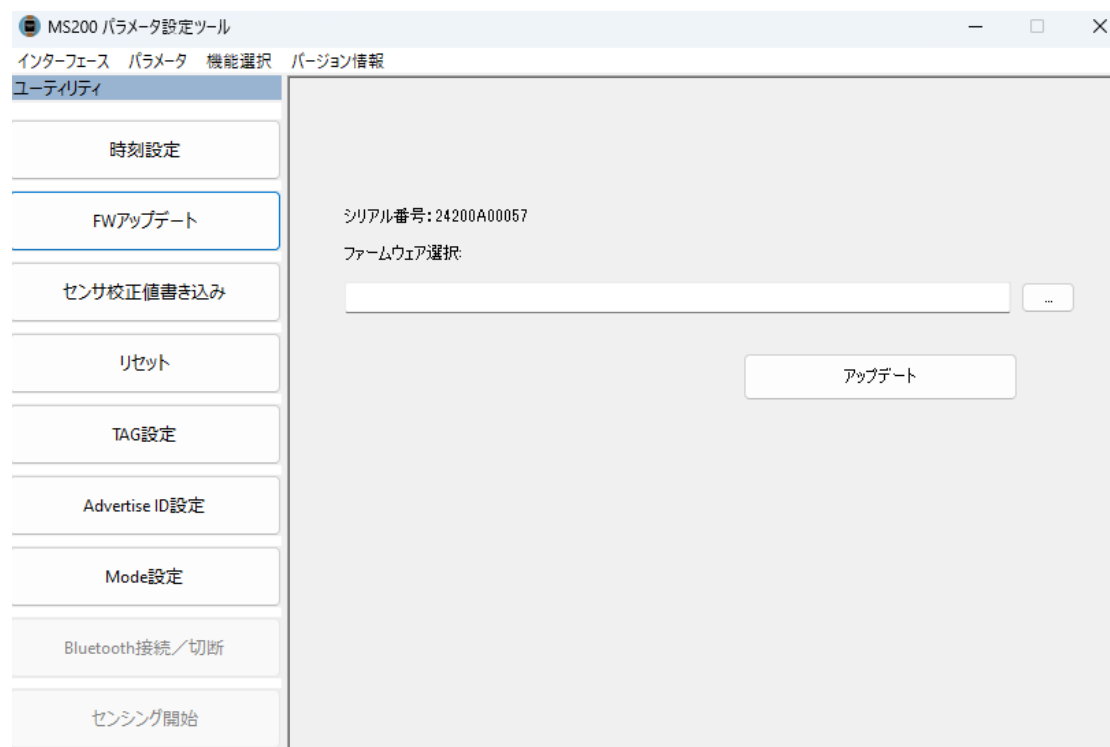 MS200 パラメータ設定ツール
インターフェース パラメータ 機能選択 バージョン情報
ユーティリティ
時刻設定
FWアップデート
センサ校正値書き込み
リセット
TAG設定
Advertise ID設定
Mode設定
Bluetooth接続／切断
センシング開始
シリアル番号:24200A00057
ファームウェア選択:
...
アップデート